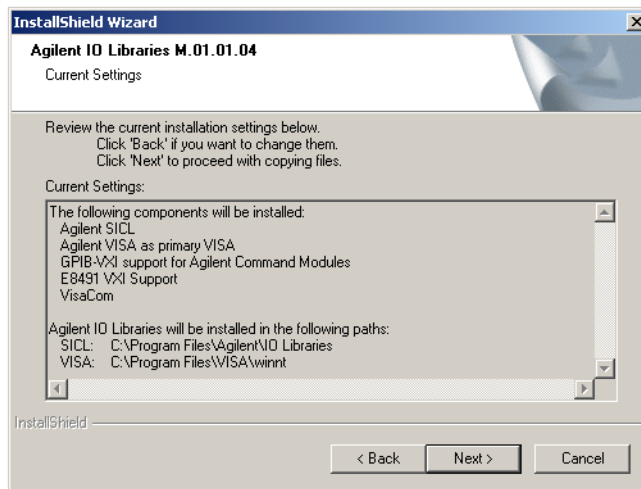 InstallShield Wizard
Agilent IO Libraries M.01.01.04
Current Settings
Review the current installation settings below.
Click 'Back' if you want to change them.
Click 'Next' to proceed with copying files.
Current Settings:
The following components will be installed:
Agilent SICL
Agilent VISA as primary VISA
GPIB-VXI support for Agilent Command Modules
E8491 VXI Support
VisaCom
Agilent IO Libraries will be installed in the following paths:
SICL: C:\Program Files\Agilent\IO Libraries
VISA: C:\Program Files\VISA\winnt
InstallShield
< Back Next > Cancel